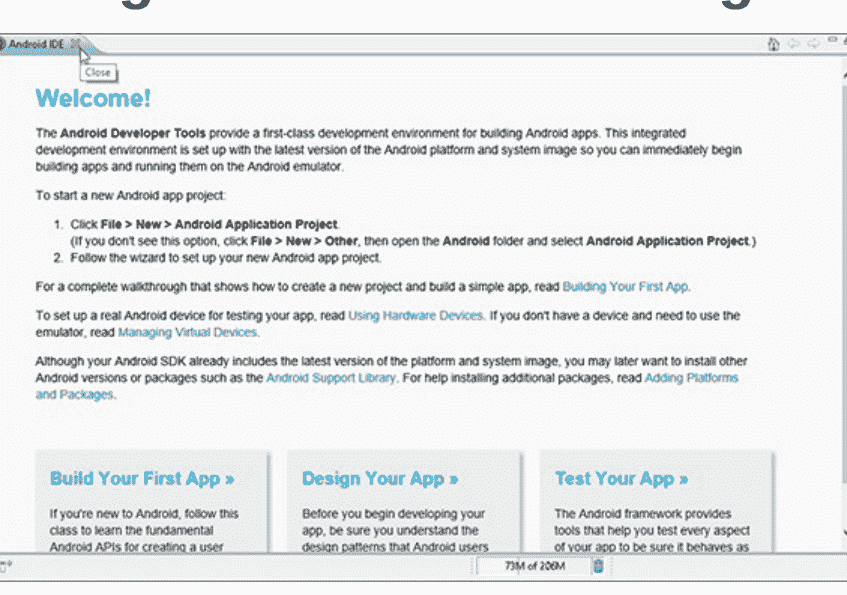 Android IDE
Close
Welcome!
The Android Developer Tools provide a first-class development environment for building Android apps. This integrated
development environment is set up with the latest version of the Android platform and system image so you can immediately begin
building apps and running them on the Android emulator.
To start a new Android app project:
1. Click File > New > Android Application Project.
(If you don't see this option, click File > New > Other, then open the Android folder and select Android Application Project.)
2. Follow the wizard to set up your new Android app project.
For a complete walkthrough that shows how to create a new project and build a simple app, read Building Your First App.
To set up a real Android device for testing your app, read Using Hardware Devices. If you don't have a device and need to use the
emulator, read Managing Virtual Devices.
Although your Android SDK already includes the latest version of the platform and system image, you may later want to install other
Android versions or packages such as the Android Support Library. For help installing additional packages, read Adding Platforms
and Packages.
Build Your First App »
If you're new to Android, follow this
class to learn the fundamental
Android APIs for creating a user
Design Your App »
Before you begin developing your
app, be sure you understand the
design patterns that Android users
Test Your App »
The Android framework provides
tools that help you test every aspect
of your app to be sure it behaves as
73M of 206M